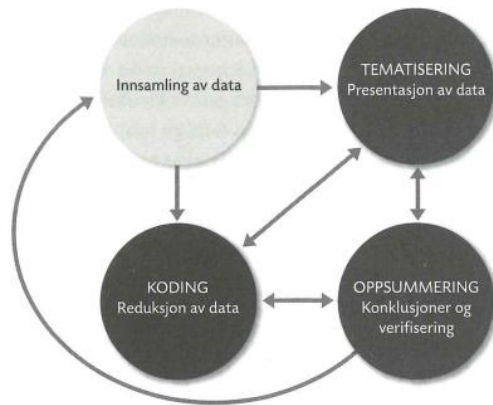 Innsamling av data
TEMATISERING
Presentasjon av data
KODING
Reduksjon av data
OPPSUMMERING
Konklusjoner og
verifisering